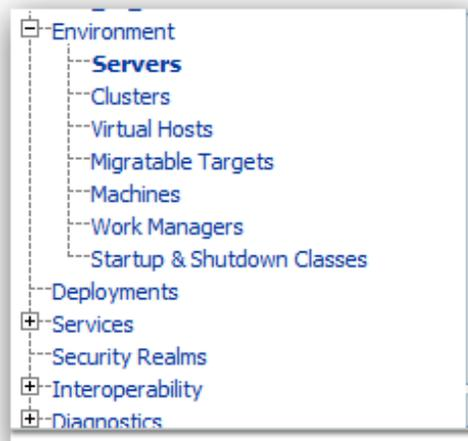 Environment
Servers
Clusters
Virtual Hosts
Migratable Targets
Machines
Work Managers
Startup & Shutdown Classes
Deployments
Services
Security Realms
Interoperability
Diagnostics